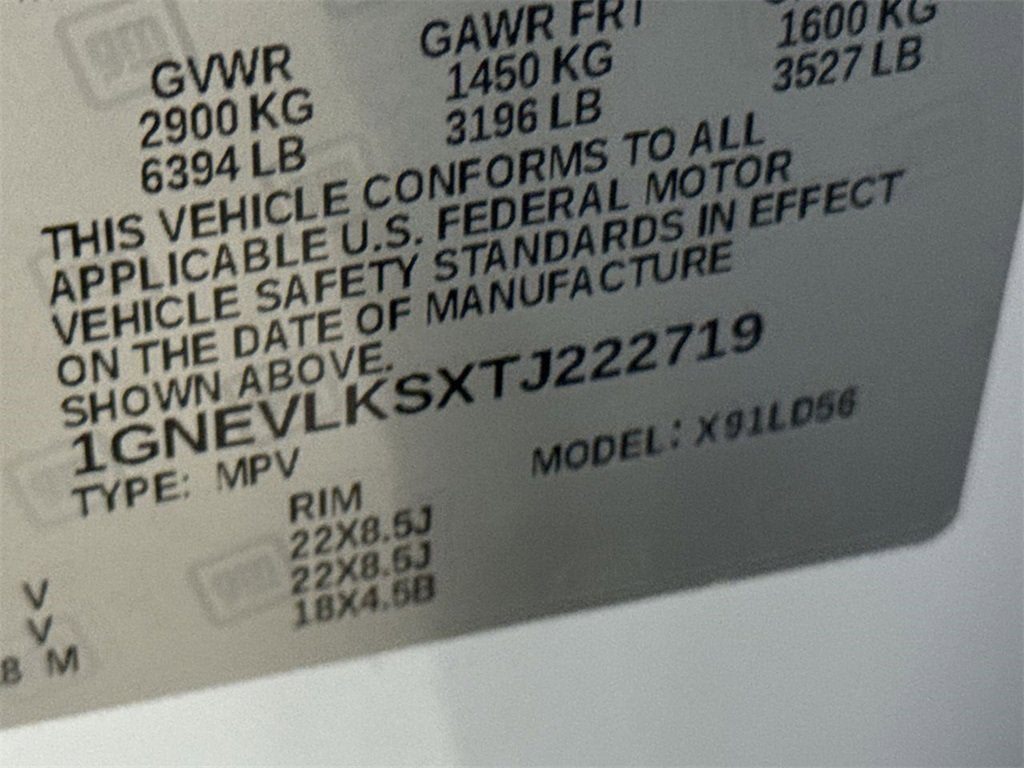 GVWR GAWR FRT
2900 KG 1450 KG 1600 KG
6394 LB 3196 LB 3527 LB
THIS VEHICLE CONFORMS TO ALL
APPLICABLE U.S. FEDERAL MOTOR
VEHICLE SAFETY STANDARDS IN EFFECT
ON THE DATE OF MANUFACTURE
SHOWN ABOVE.
1GNEVLKSXTJ222719
TYPE: MPV MODEL: X91LD56
RIM
22X8.5J
V 22X8.5J
V 18X4.5B
B M